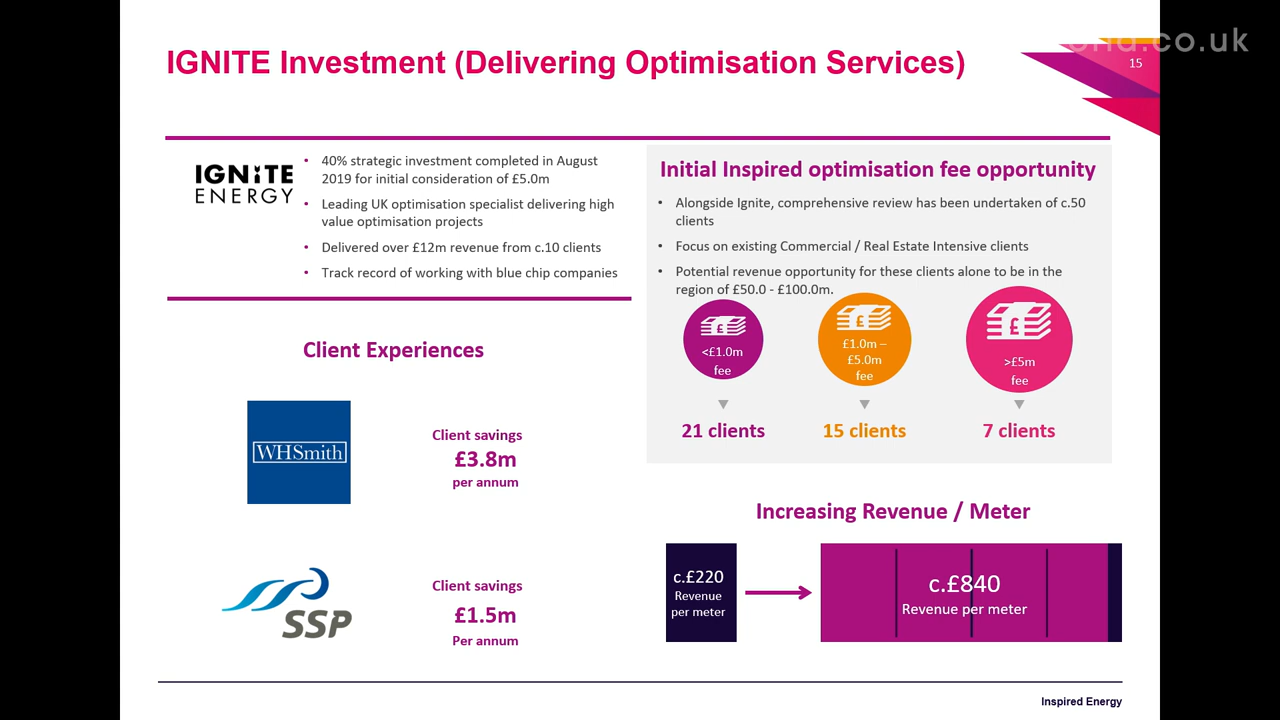 IGNITE Investment (Delivering Optimisation Services)
.co.uk
15
IGNiTE
ENERGY
• 40% strategic investment completed in August
2019 for initial consideration of £5.0m
• Leading UK optimisation specialist delivering high
value optimisation projects
• Delivered over £12m revenue from c.10 clients
• Track record of working with blue chip companies
Client Experiences
WHSmith
Client savings
£3.8m
per annum
SSP
Client savings
£1.5m
Per annum
Initial Inspired optimisation fee opportunity
• Alongside Ignite, comprehensive review has been undertaken of c.50
clients
• Focus on existing Commercial / Real Estate Intensive clients
• Potential revenue opportunity for these clients alone to be in the
region of £50.0 - £100.0m.
<£1.0m
fee
£1.0m –
£5.0m
fee
>£5m
fee
21 clients
15 clients
7 clients
Increasing Revenue / Meter
c.£220
Revenue
per meter
c.£840
Revenue per meter
Inspired Energy